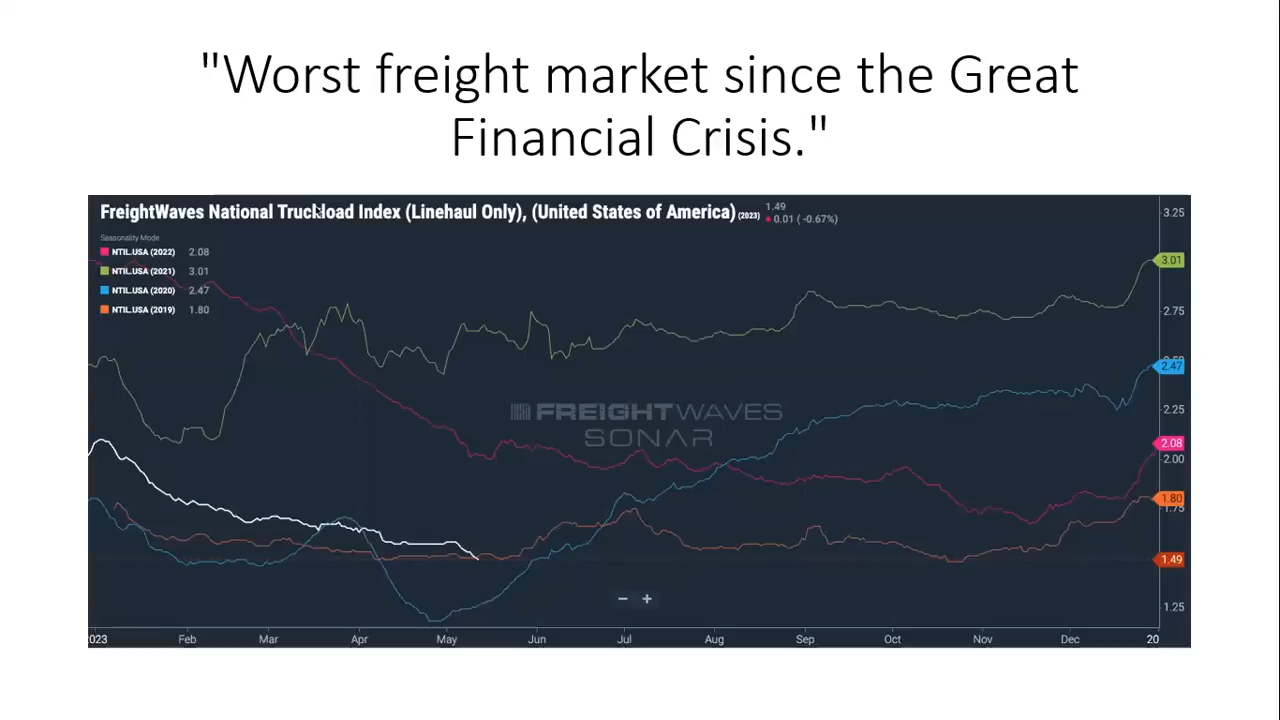 "Worst freight market since the Great
Financial Crisis."
FreightWaves National Truckload Index (Linehaul Only), (United States of America) (2023)
1.49
0.01 ( -0.67%)
Seasonality Mode
NTIL.USA (2022) 2.08
NTIL.USA (2021) 3.01
NTIL.USA (2020) 2.47
NTIL.USA (2019) 1.80
3.25
3.01
2.75
2.50
2.47
2.25
2.08
2.00
1.80
1.75
1.49
1.25
FREIGHTWAVES
SONAR
− +
2023 Feb Mar Apr May Jun Jul Aug Sep Oct Nov Dec 20